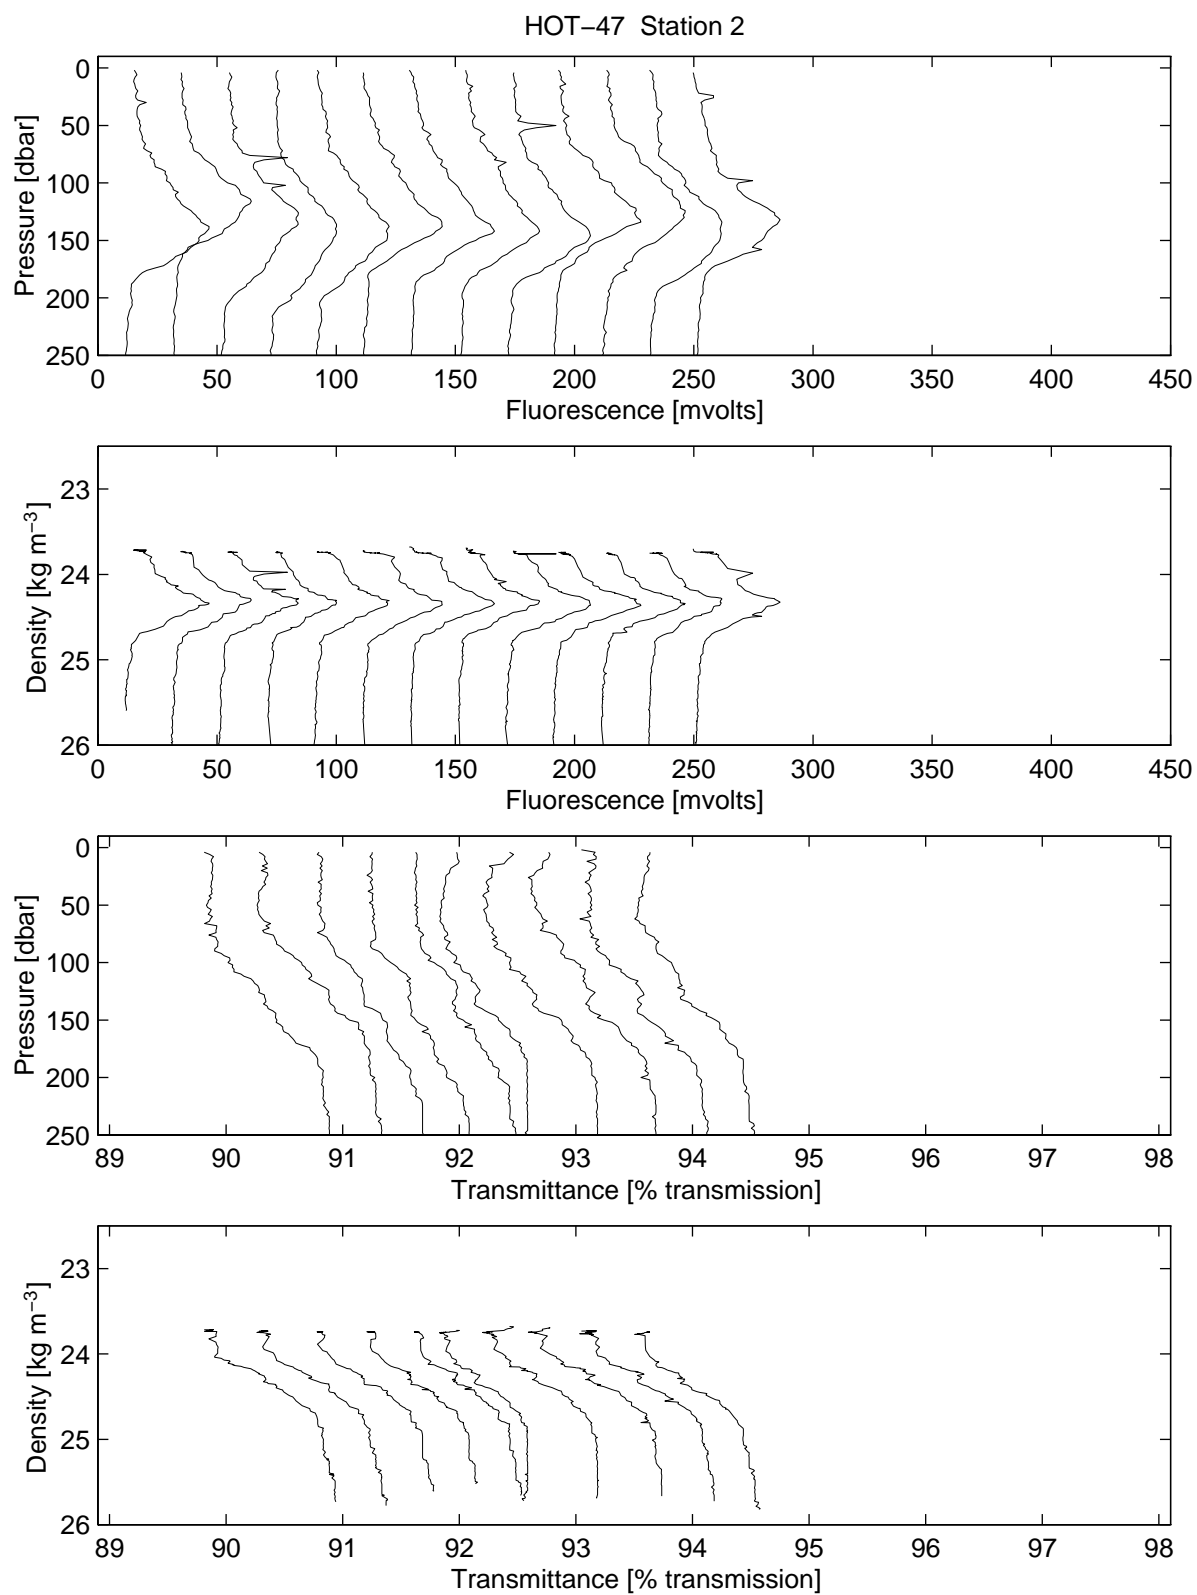 HOT−47 Station 2
0
50
100
150
200
250
Pressure [dbar]
0 50 100 150 200 250 300 350 400 450
Fluorescence [mvolts]
23
24
25
26
Density [kg m−3]
0 50 100 150 200 250 300 350 400 450
Fluorescence [mvolts]
0
50
100
150
200
250
Pressure [dbar]
89 90 91 92 93 94 95 96 97 98
Transmittance [% transmission]
23
24
25
26
Density [kg m−3]
89 90 91 92 93 94 95 96 97 98
Transmittance [% transmission]